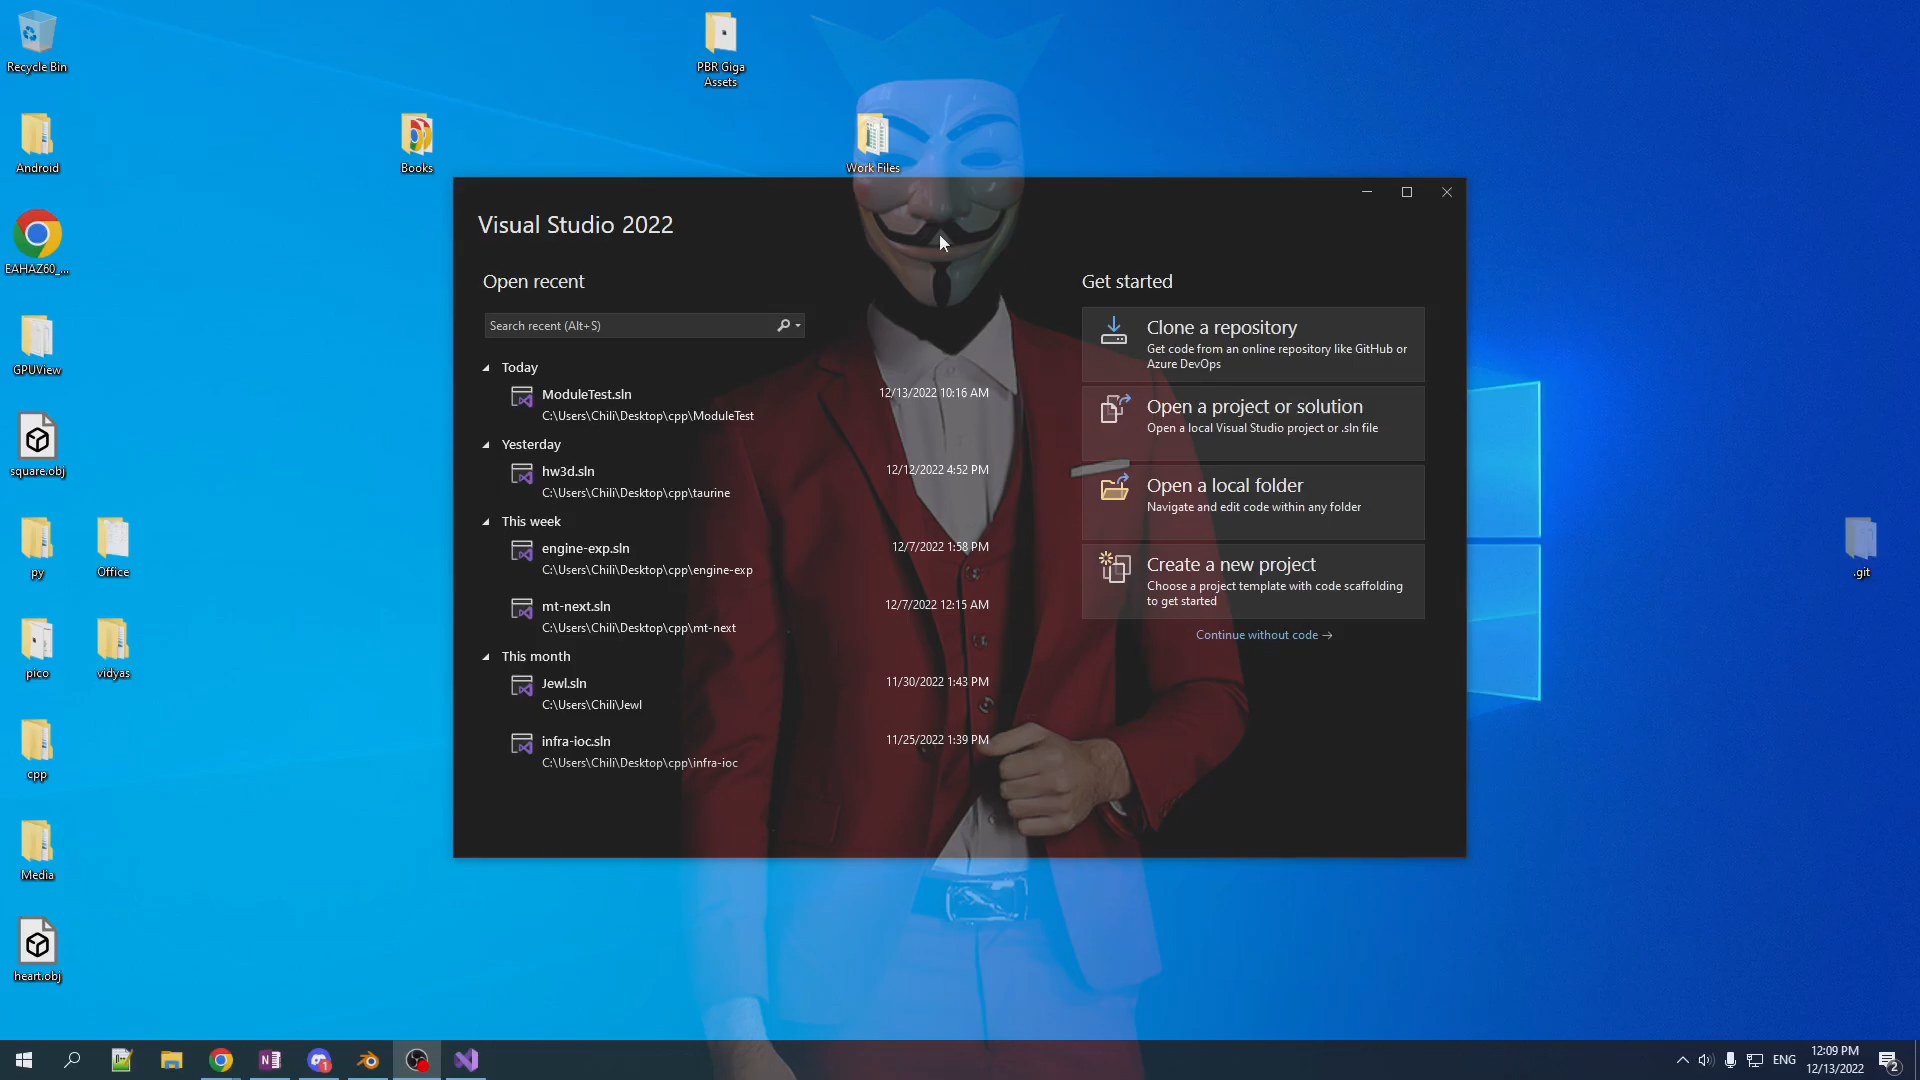 Recycle Bin
PBR Giga
Assets
Android
Books
Work Files
EAHAZ60_...
GPUView
square.obj
py
Office
.git
pico
vidyas
cpp
Media
heart.obj
Visual Studio 2022
Open recent
Search recent (Alt+S)
Today
ModuleTest.sln
12/13/2022 10:16 AM
C:\Users\Chili\Desktop\cpp\ModuleTest
Yesterday
hw3d.sln
12/12/2022 4:52 PM
C:\Users\Chili\Desktop\cpp\taurine
This week
engine-exp.sln
12/7/2022 1:58 PM
C:\Users\Chili\Desktop\cpp\engine-exp
mt-next.sln
12/7/2022 12:15 AM
C:\Users\Chili\Desktop\cpp\mt-next
This month
Jewl.sln
11/30/2022 1:43 PM
C:\Users\Chili\Jewl
infra-ioc.sln
11/25/2022 1:39 PM
C:\Users\Chili\Desktop\cpp\infra-ioc
Get started
Clone a repository
Get code from an online repository like GitHub or
Azure DevOps
Open a project or solution
Open a local Visual Studio project or .sln file
Open a local folder
Navigate and edit code within any folder
Create a new project
Choose a project template with code scaffolding
to get started
Continue without code →
1
ENG
12:09 PM
12/13/2022
2